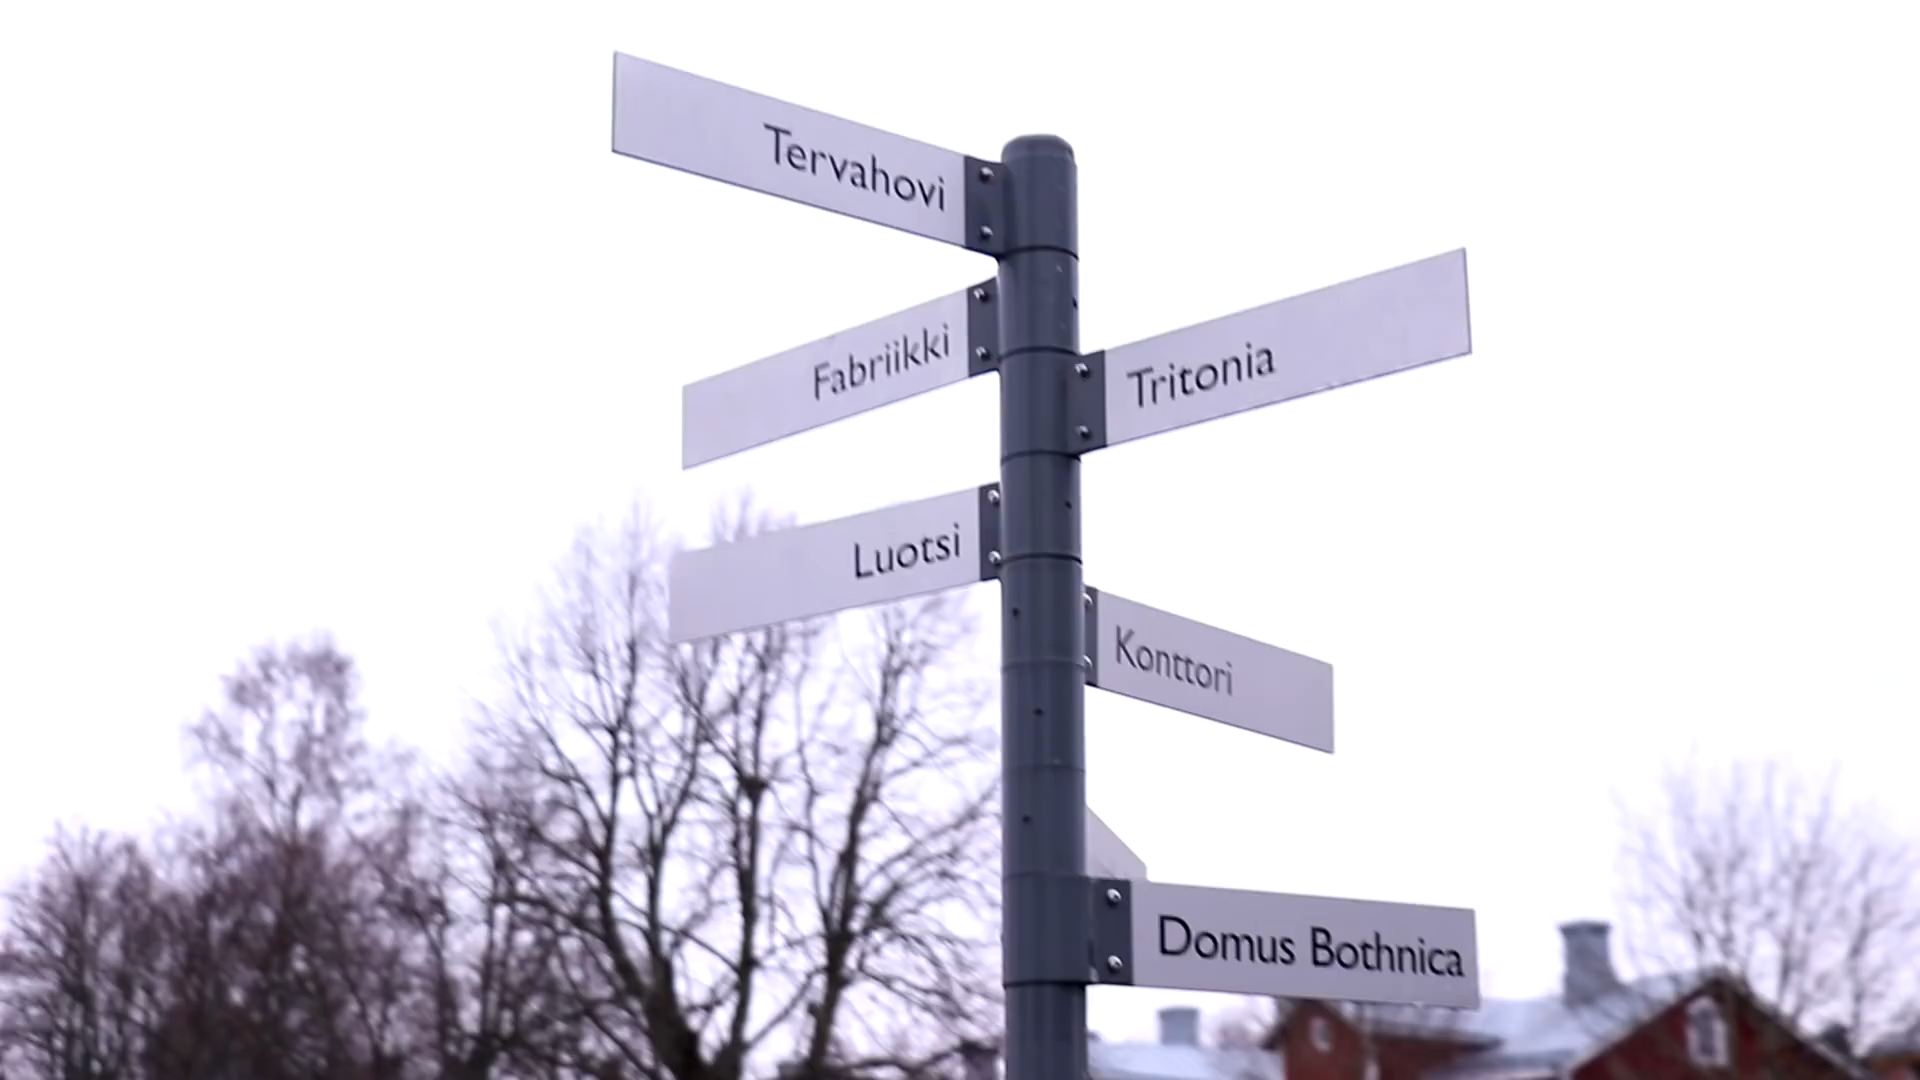 Tervahovi
Fabriikki
Tritonia
Luotsi
Konttori
Domus Bothnica